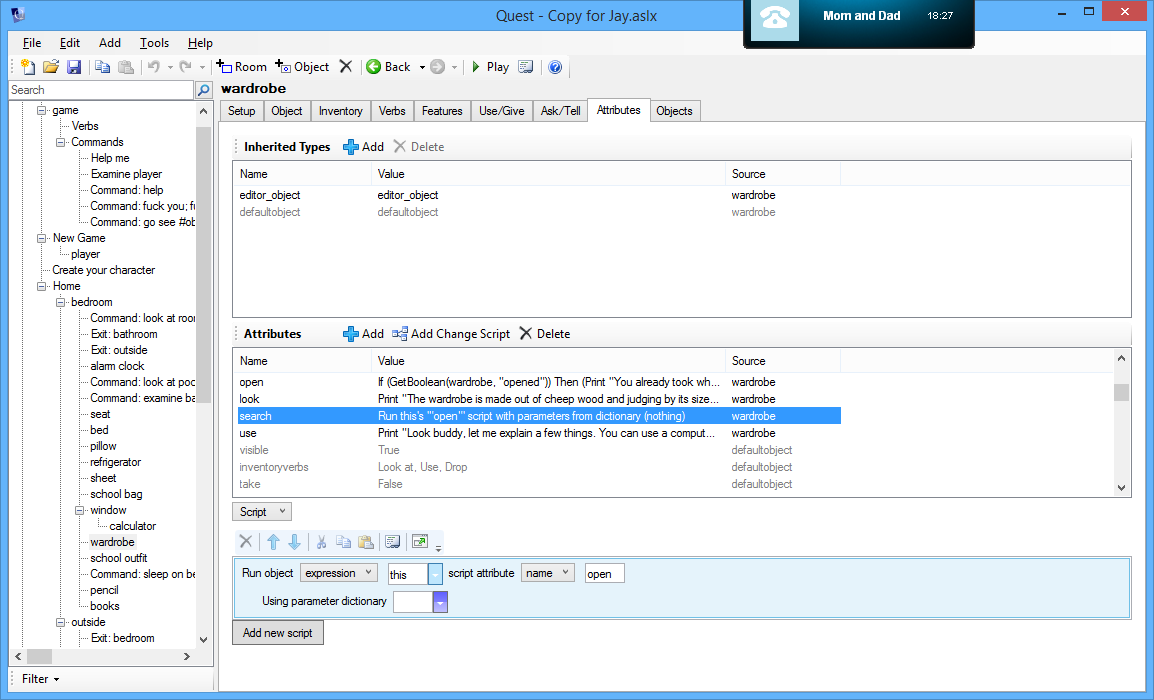 Quest - Copy for Jay.aslx
Mom and Dad 18:27
File Edit Add Tools Help
Room Object Back Play
Search
wardrobe
Setup Object Inventory Verbs Features Use/Give Ask/Tell Attributes Objects
game
Verbs
Commands
Help me
Examine player
Command: help
Command: fuck you; fu
Command: go see #ob
New Game
player
Create your character
Home
bedroom
Command: look at roor
Exit: bathroom
Exit: outside
alarm clock
Command: look at poc
Command: examine ba
seat
bed
pillow
refrigerator
sheet
school bag
window
calculator
wardrobe
school outfit
Command: sleep on be
pencil
books
outside
Exit: bedroom
Filter
Inherited Types Add Delete
Name Value Source
editor_object editor_object wardrobe
defaultobject defaultobject wardrobe
Attributes Add Add Change Script Delete
Name Value Source
open If (GetBoolean(wardrobe, "opened")) Then (Print "You already took wh... wardrobe
look Print "The wardrobe is made out of cheep wood and judging by its size... wardrobe
search Run this's '"open"' script with parameters from dictionary (nothing) wardrobe
use Print "Look buddy, let me explain a few things. You can use a comput... wardrobe
visible True defaultobject
inventoryverbs Look at, Use, Drop defaultobject
take False defaultobject
Script
Run object expression this script attribute name open
Using parameter dictionary
Add new script